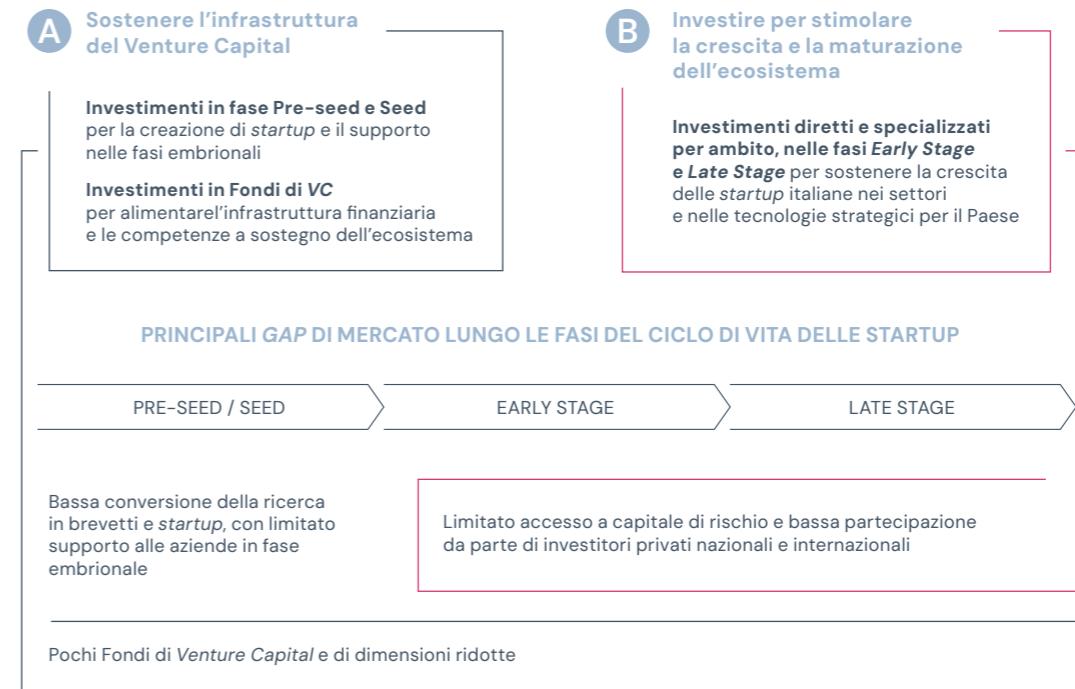 A
Sostenere l'infrastruttura
del Venture Capital
Investimenti in fase Pre-seed e Seed
per la creazione di startup e il supporto
nelle fasi embrionali
Investimenti in Fondi di VC
per alimentarel'infrastruttura finanziaria
e le competenze a sostegno dell'ecosistema
B
Investire per stimolare
la crescita e la maturazione
dell'ecosistema
Investimenti diretti e specializzati
per ambito, nelle fasi Early Stage
e Late Stage per sostenere la crescita
delle startup italiane nei settori
e nelle tecnologie strategici per il Paese
PRINCIPALI GAP DI MERCATO LUNGO LE FASI DEL CICLO DI VITA DELLE STARTUP
PRE-SEED / SEED
EARLY STAGE
LATE STAGE
Bassa conversione della ricerca
in brevetti e startup, con limitato
supporto alle aziende in fase
embrionale
Limitato accesso a capitale di rischio e bassa partecipazione
da parte di investitori privati nazionali e internazionali
Pochi Fondi di Venture Capital e di dimensioni ridotte